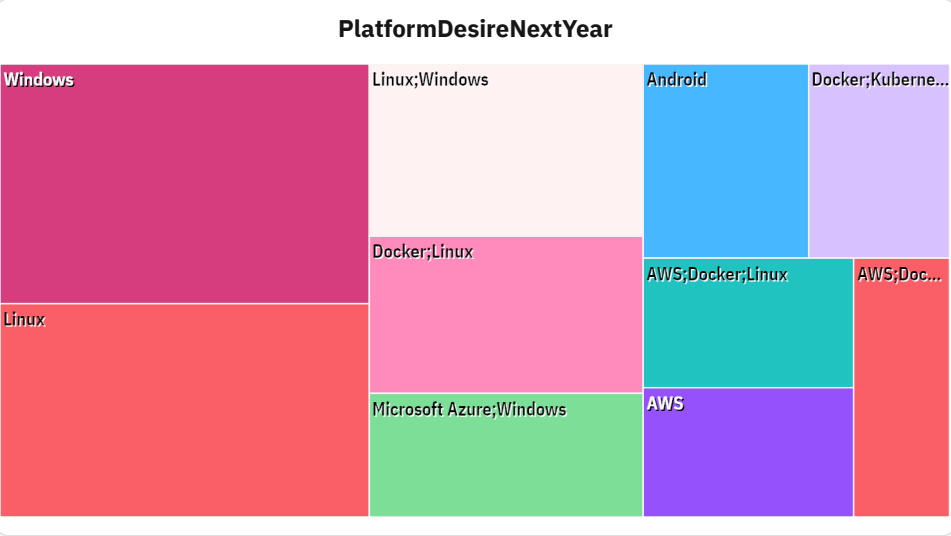 PlatformDesireNextYear
Windows
Linux
Linux;Windows
Docker;Linux
Microsoft Azure;Windows
Android
Docker;Kuberne...
AWS;Docker;Linux
AWS;Doc...
AWS